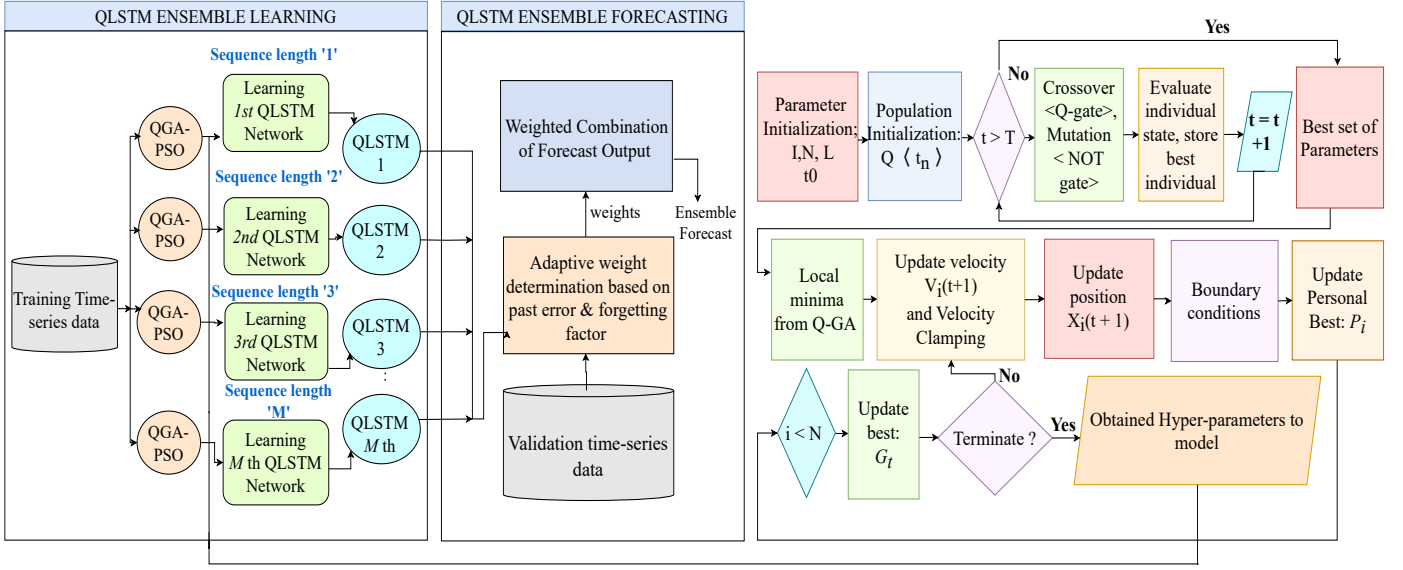 QLSTM ENSEMBLE LEARNING
Sequence length '1'
QGA-
PSO
Learning
1st QLSTM
Network
QLSTM
1
Sequence length '2'
QGA-
PSO
Learning
2nd QLSTM
Network
QLSTM
2
Training Time-
series data
Sequence length '3'
QGA-
PSO
Learning
3rd QLSTM
Network
QLSTM
3
:
Sequence length
'M'
QGA-
PSO
Learning
M th QLSTM
Network
QLSTM
M th
QLSTM ENSEMBLE FORECASTING
Weighted Combination
of Forecast Output
weights
Ensemble
Forecast
Adaptive weight
determination based on
past error & forgetting
factor
Validation time-series
data
Parameter
Initialization;
I,N, L
t0
Population
Initialization:
Q ⟨ tn ⟩
t > T
No
Yes
Crossover
<Q-gate>,
Mutation
< NOT
gate>
Evaluate
individual
state, store
best
individual
t = t
+1
Best set of
Parameters
Local
minima
from Q-GA
Update velocity
Vi(t+1)
and Velocity
Clamping
Update
position
Xi(t + 1)
Boundary
conditions
Update
Personal
Best: Pi
i < N
Update
best:
Gt
Terminate ?
No
Yes
Obtained Hyper-parameters to
model